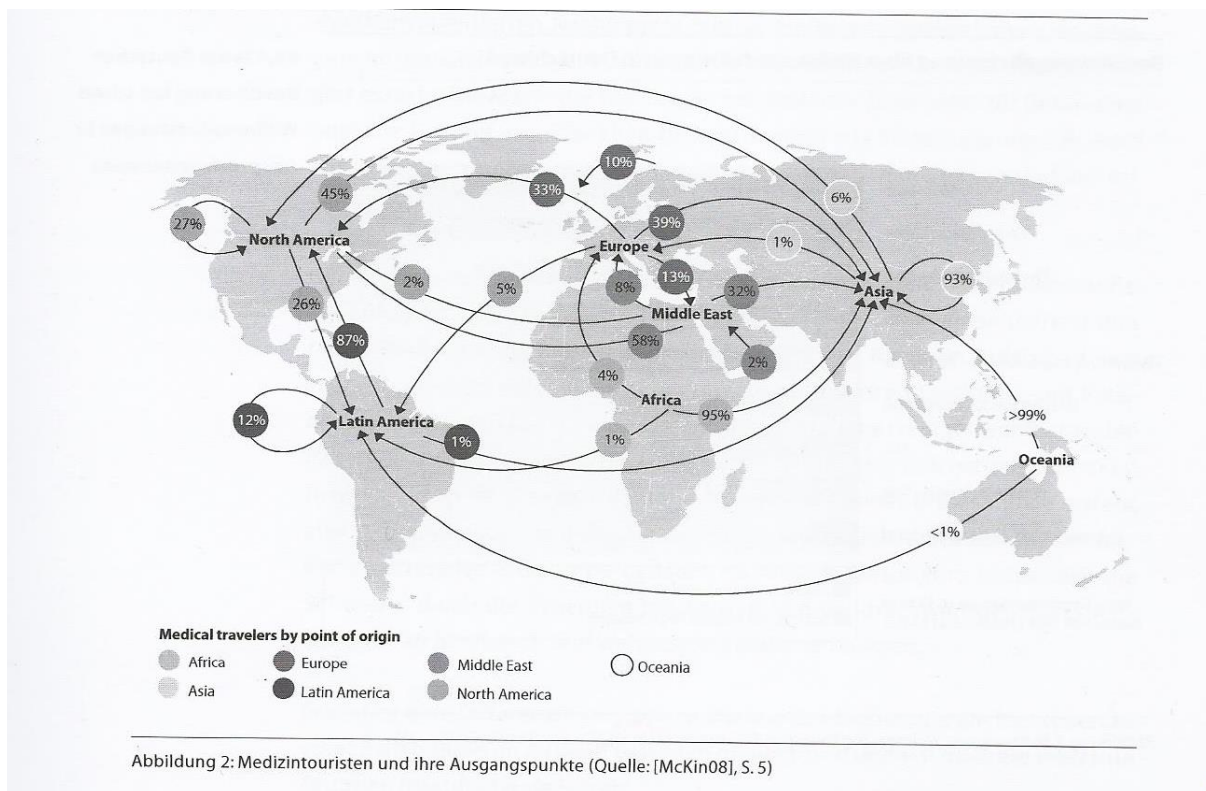 10%
45%
33%
6%
27%
39%
North America
Europe
1%
2%
5%
8%
13%
32%
Asia
93%
26%
Middle East
87%
58%
2%
4%
Africa
95%
>99%
12%
Latin America
1%
1%
Oceania
<1%
Medical travelers by point of origin
Africa
Europe
Middle East
Oceania
Asia
Latin America
North America
Abbildung 2: Medizintouristen und ihre Ausgangspunkte (Quelle: [McKin08], S. 5)